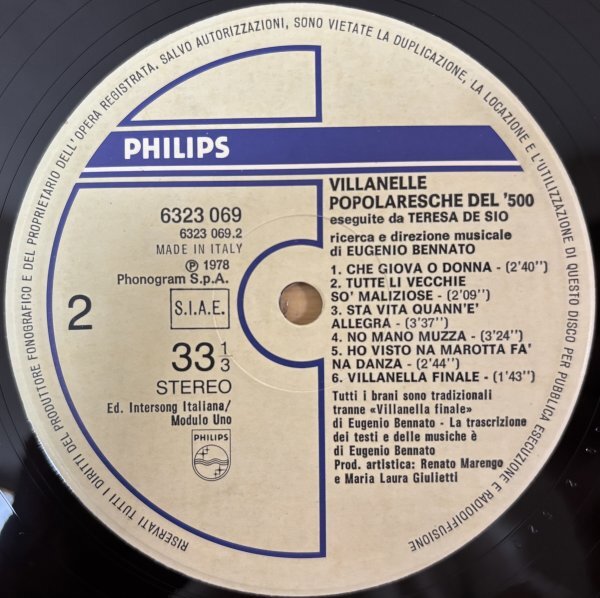 RISERVATI TUTTI I DIRITTI DEL PRODUTTORE FONOGRAFICO E DEL PROPRIETARIO DELL'OPERA REGISTRATA. SALVO AUTORIZZAZIONI, SONO VIETATE LA DUPLICAZIONE, LA LOCAZIONE E L'UTILIZZAZIONE DI QUESTO DISCO PER PUBBLICA ESECUZIONE E RADIODIFFUSIONE
PHILIPS
6323 069
6323 069.2
MADE IN ITALY
℗ 1978
Phonogram S.p.A.
S.I.A.E.
2
33 1/3
STEREO
Ed. Intersong Italiana/
Modulo Uno
PHILIPS
VILLANELLE
POPOLARESCHE DEL '500
eseguite da TERESA DE SIO
ricerca e direzione musicale
di EUGENIO BENNATO
1. CHE GIOVA O DONNA - (2'40'')
2. TUTTE LI VECCHIE
SO' MALIZIOSE - (2'09'')
3. STA VITA QUANN'E'
ALLEGRA - (3'37'')
4. NO MANO MUZZA - (3'24'')
5. HO VISTO NA MAROTTA FA'
NA DANZA - (2'44'')
6. VILLANELLA FINALE - (1'43'')
Tutti i brani sono tradizionali
tranne «Villanella finale»
di Eugenio Bennato - La trascrizione
dei testi e delle musiche è
di Eugenio Bennato
Prod. artistica: Renato Marengo
e Maria Laura Giulietti